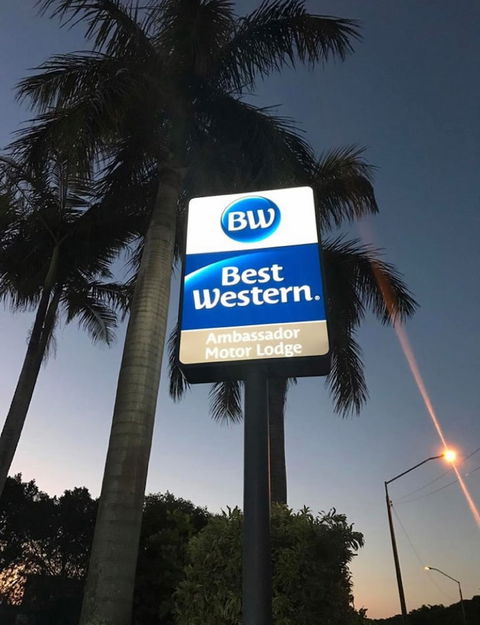 BW
Best
Western.
Ambassador
Motor Lodge